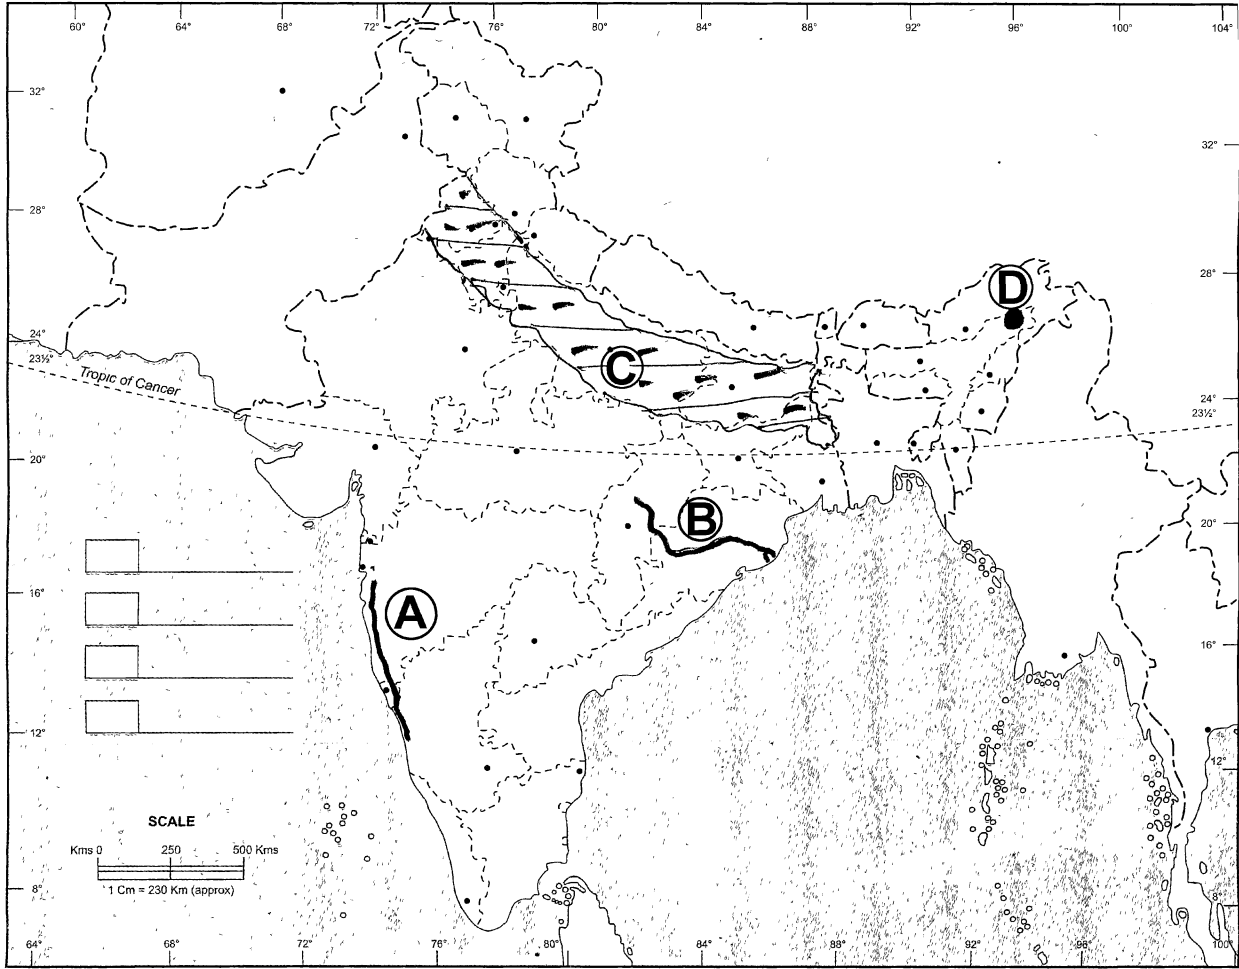 60° 64° 68° 72° 76° 80° 84° 88° 92° 96° 100° 104°
32°
32°
28°
28°
D
24°
23½°
C
Tropic of Cancer
24°
23½°
20°
B
20°
16°
A
16°
12°
12°
SCALE
Kms 0 250 500 Kms
1 Cm = 230 Km (approx)
8°
8°
64° 68° 72° 76° 80° 84° 88° 92° 96° 100°